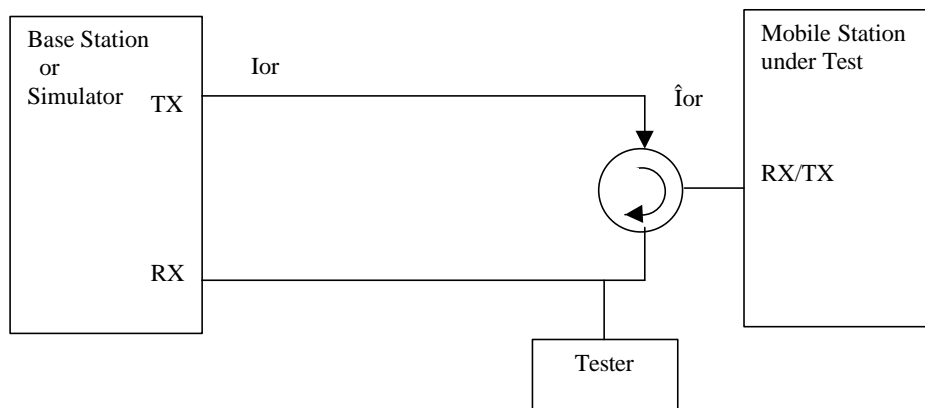 Base Station
or
Simulator
TX
RX
Ior
Îor
Mobile Station
under Test
RX/TX
Tester